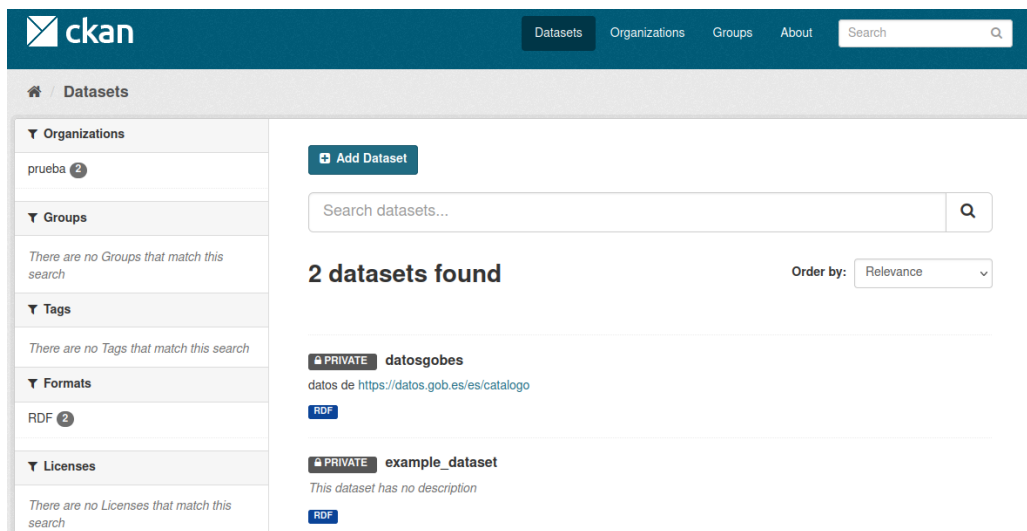 ckan
Datasets Organizations Groups About Search
Datasets
Organizations
prueba 2
Groups
There are no Groups that match this
search
Tags
There are no Tags that match this search
Formats
RDF 2
Licenses
There are no Licenses that match this
search
Add Dataset
Search datasets...
2 datasets found
Order by: Relevance
PRIVATE datosgobes
datos de https://datos.gob.es/es/catalogo
RDF
PRIVATE example_dataset
This dataset has no description
RDF